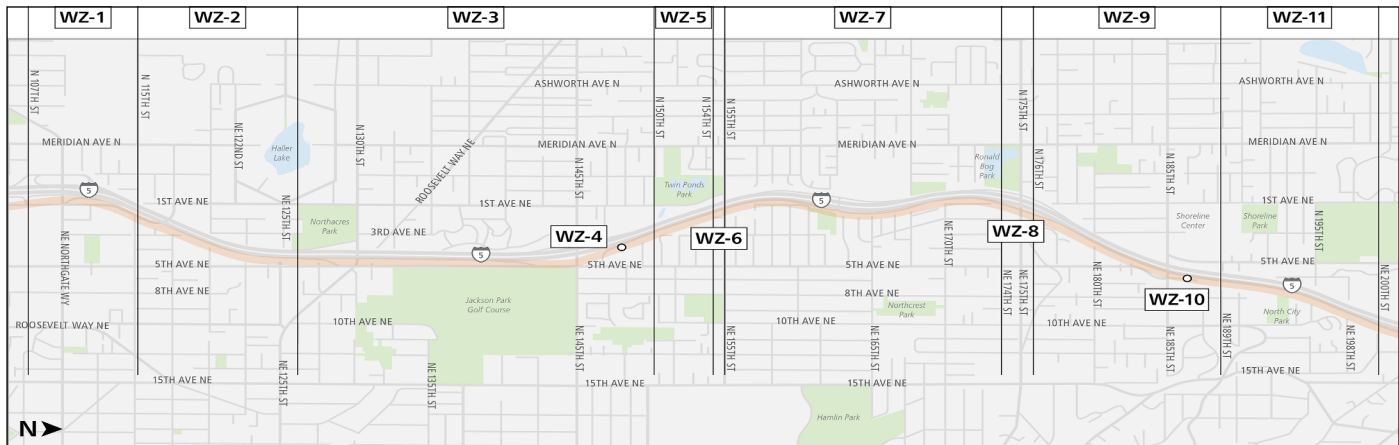 WZ-1
WZ-2
WZ-3
WZ-5
WZ-7
WZ-9
WZ-11
N 107TH ST
N 115TH ST
NE 122ND ST
N 130TH ST
ASHWORTH AVE N
N 150TH ST
N 154TH ST
N 155TH ST
ASHWORTH AVE N
N 175TH ST
ASHWORTH AVE N
MERIDIAN AVE N
Haller
Lake
ROOSEVELT WAY NE
MERIDIAN AVE N
N 145TH ST
MERIDIAN AVE N
Ronald
Bog
Park
N 176TH ST
N 185TH ST
MERIDIAN AVE N
5
1ST AVE NE
NE 125TH ST
Northacres
Park
1ST AVE NE
Twin Ponds
Park
5
Shoreline
Center
1ST AVE NE
Shoreline
Park
N 195TH ST
NE NORTHGATE WY
3RD AVE NE
5
WZ-4
WZ-6
NE 170TH ST
WZ-8
5TH AVE NE
5TH AVE NE
5TH AVE NE
5TH AVE NE
8TH AVE NE
8TH AVE NE
NE 174TH ST
NE 175TH ST
NE 180TH ST
WZ-10
5
NE 200TH ST
Jackson Park
Golf Course
Northcrest
Park
North City
Park
ROOSEVELT WAY NE
10TH AVE NE
10TH AVE NE
10TH AVE NE
NE 125TH ST
NE 135TH ST
NE 145TH ST
NE 155TH ST
NE 165TH ST
NE 185TH ST
NE 189TH ST
NE 198TH ST
15TH AVE NE
15TH AVE NE
15TH AVE NE
15TH AVE NE
Hamlin Park
N